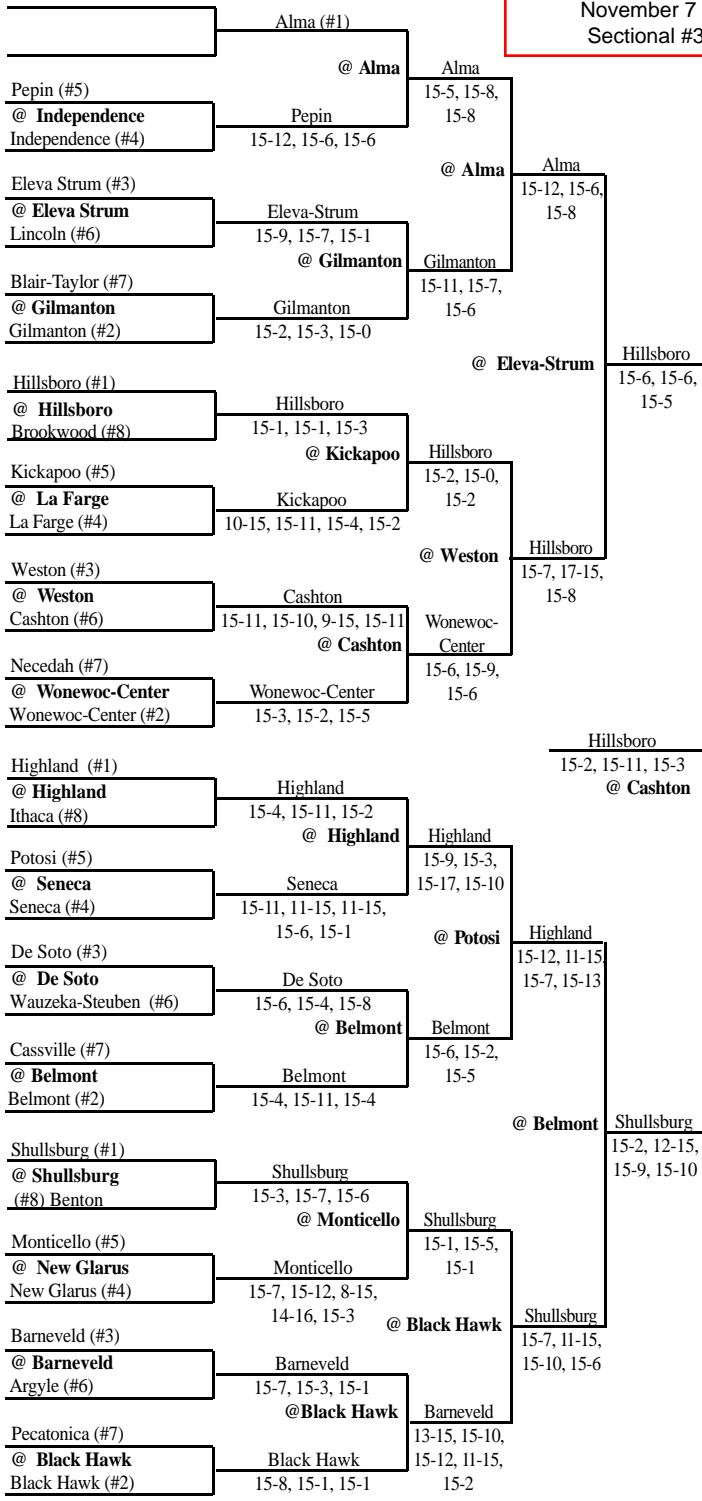 November 7
Sectional #3
Alma (#1)
@ Alma
Alma
15-5, 15-8,
15-8
Pepin (#5)
@ Independence
Independence (#4)
Pepin
15-12, 15-6, 15-6
@ Alma
Alma
15-12, 15-6,
15-8
Eleva Strum (#3)
@ Eleva Strum
Lincoln (#6)
Eleva-Strum
15-9, 15-7, 15-1
@ Gilmanton
Gilmanton
15-11, 15-7,
15-6
Blair-Taylor (#7)
@ Gilmanton
Gilmanton (#2)
Gilmanton
15-2, 15-3, 15-0
@ Eleva-Strum
Hillsboro
15-6, 15-6,
15-5
Hillsboro (#1)
@ Hillsboro
Brookwood (#8)
Hillsboro
15-1, 15-1, 15-3
@ Kickapoo
Hillsboro
15-2, 15-0,
15-2
Kickapoo (#5)
@ La Farge
La Farge (#4)
Kickapoo
10-15, 15-11, 15-4, 15-2
@ Weston
Hillsboro
15-7, 17-15,
15-8
Weston (#3)
@ Weston
Cashton (#6)
Cashton
15-11, 15-10, 9-15, 15-11
@ Cashton
Wonewoc-
Center
15-6, 15-9,
15-6
Necedah (#7)
@ Wonewoc-Center
Wonewoc-Center (#2)
Wonewoc-Center
15-3, 15-2, 15-5
Hillsboro
15-2, 15-11, 15-3
@ Cashton
Highland (#1)
@ Highland
Ithaca (#8)
Highland
15-4, 15-11, 15-2
@ Highland
Highland
15-9, 15-3,
15-17, 15-10
Potosi (#5)
@ Seneca
Seneca (#4)
Seneca
15-11, 11-15, 11-15,
15-6, 15-1
@ Potosi
Highland
15-12, 11-15,
15-7, 15-13
De Soto (#3)
@ De Soto
Wauzeka-Steuben (#6)
De Soto
15-6, 15-4, 15-8
@ Belmont
Belmont
15-6, 15-2,
15-5
Cassville (#7)
@ Belmont
Belmont (#2)
Belmont
15-4, 15-11, 15-4
@ Belmont
Shullsburg
15-2, 12-15,
15-9, 15-10
Shullsburg (#1)
@ Shullsburg
(#8) Benton
Shullsburg
15-3, 15-7, 15-6
@ Monticello
Shullsburg
15-1, 15-5,
15-1
Monticello (#5)
@ New Glarus
New Glarus (#4)
Monticello
15-7, 15-12, 8-15,
14-16, 15-3
@ Black Hawk
Shullsburg
15-7, 11-15,
15-10, 15-6
Barneveld (#3)
@ Barneveld
Argyle (#6)
Barneveld
15-7, 15-3, 15-1
@Black Hawk
Barneveld
13-15, 15-10,
15-12, 11-15,
15-2
Pecatonica (#7)
@ Black Hawk
Black Hawk (#2)
Black Hawk
15-8, 15-1, 15-1